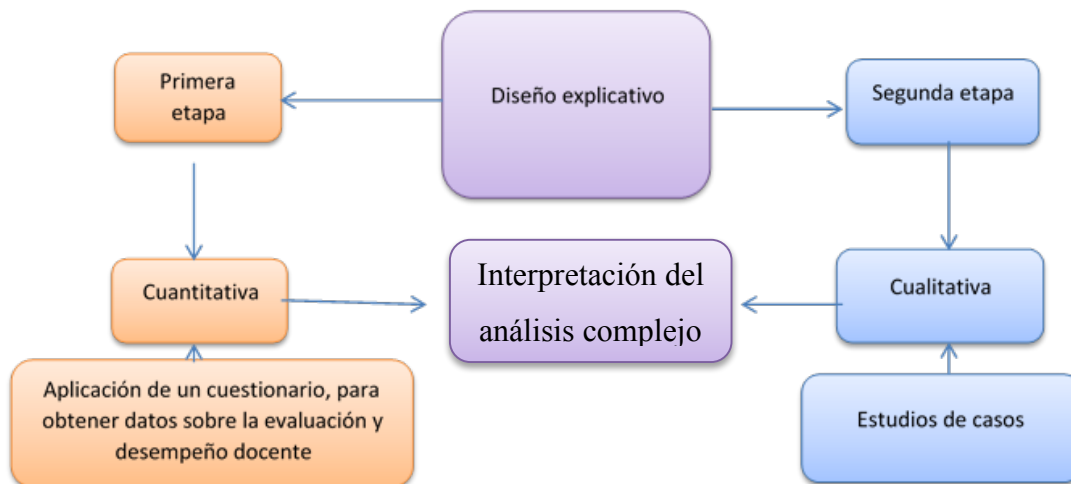 Primera
etapa
Diseño explicativo
Segunda etapa
Cuantitativa
Interpretación del
análisis complejo
Cualitativa
Aplicación de un cuestionario, para
obtener datos sobre la evaluación y
desempeño docente
Estudios de casos